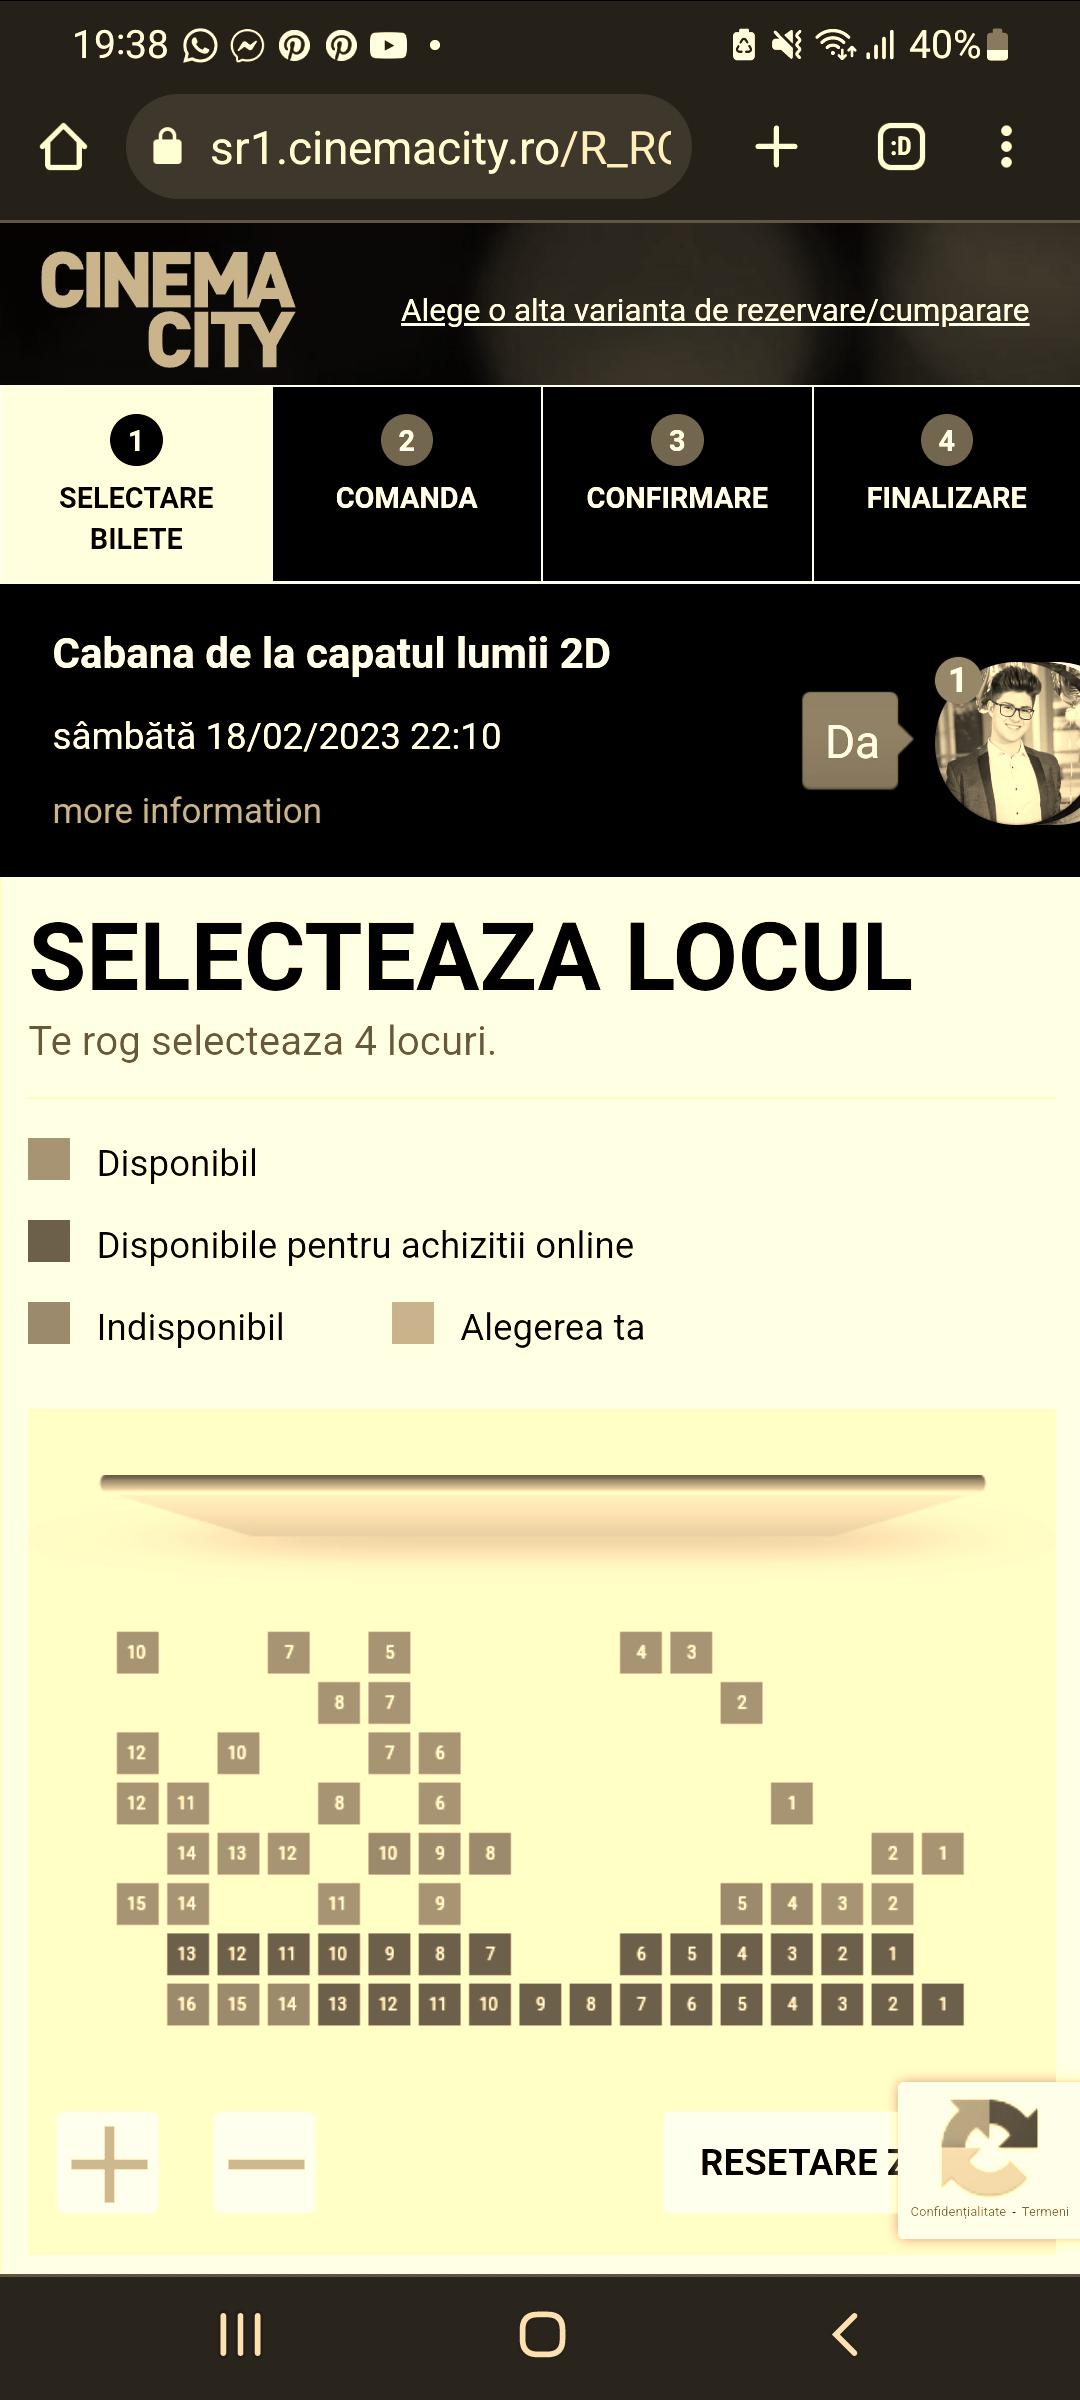 19:38 40%
sr1.cinemacity.ro/R_RO
:D
CINEMA
CITY
Alege o alta varianta de rezervare/cumparare
1 2 3 4
SELECTARE BILETE COMANDA CONFIRMARE FINALIZARE
Cabana de la capatul lumii 2D
sâmbătă 18/02/2023 22:10
more information
Da
1
SELECTEAZA LOCUL
Te rog selecteaza 4 locuri.
Disponibil
Disponibile pentru achizitii online
Indisponibil Alegerea ta
10 7 5 4 3
8 7 2
12 10 7 6
12 11 8 6 1
14 13 12 10 9 8 2 1
15 14 11 9 5 4 3 2
13 12 11 10 9 8 7 6 5 4 3 2 1
16 15 14 13 12 11 10 9 8 7 6 5 4 3 2 1
RESETARE
Confidențialitate - Termeni